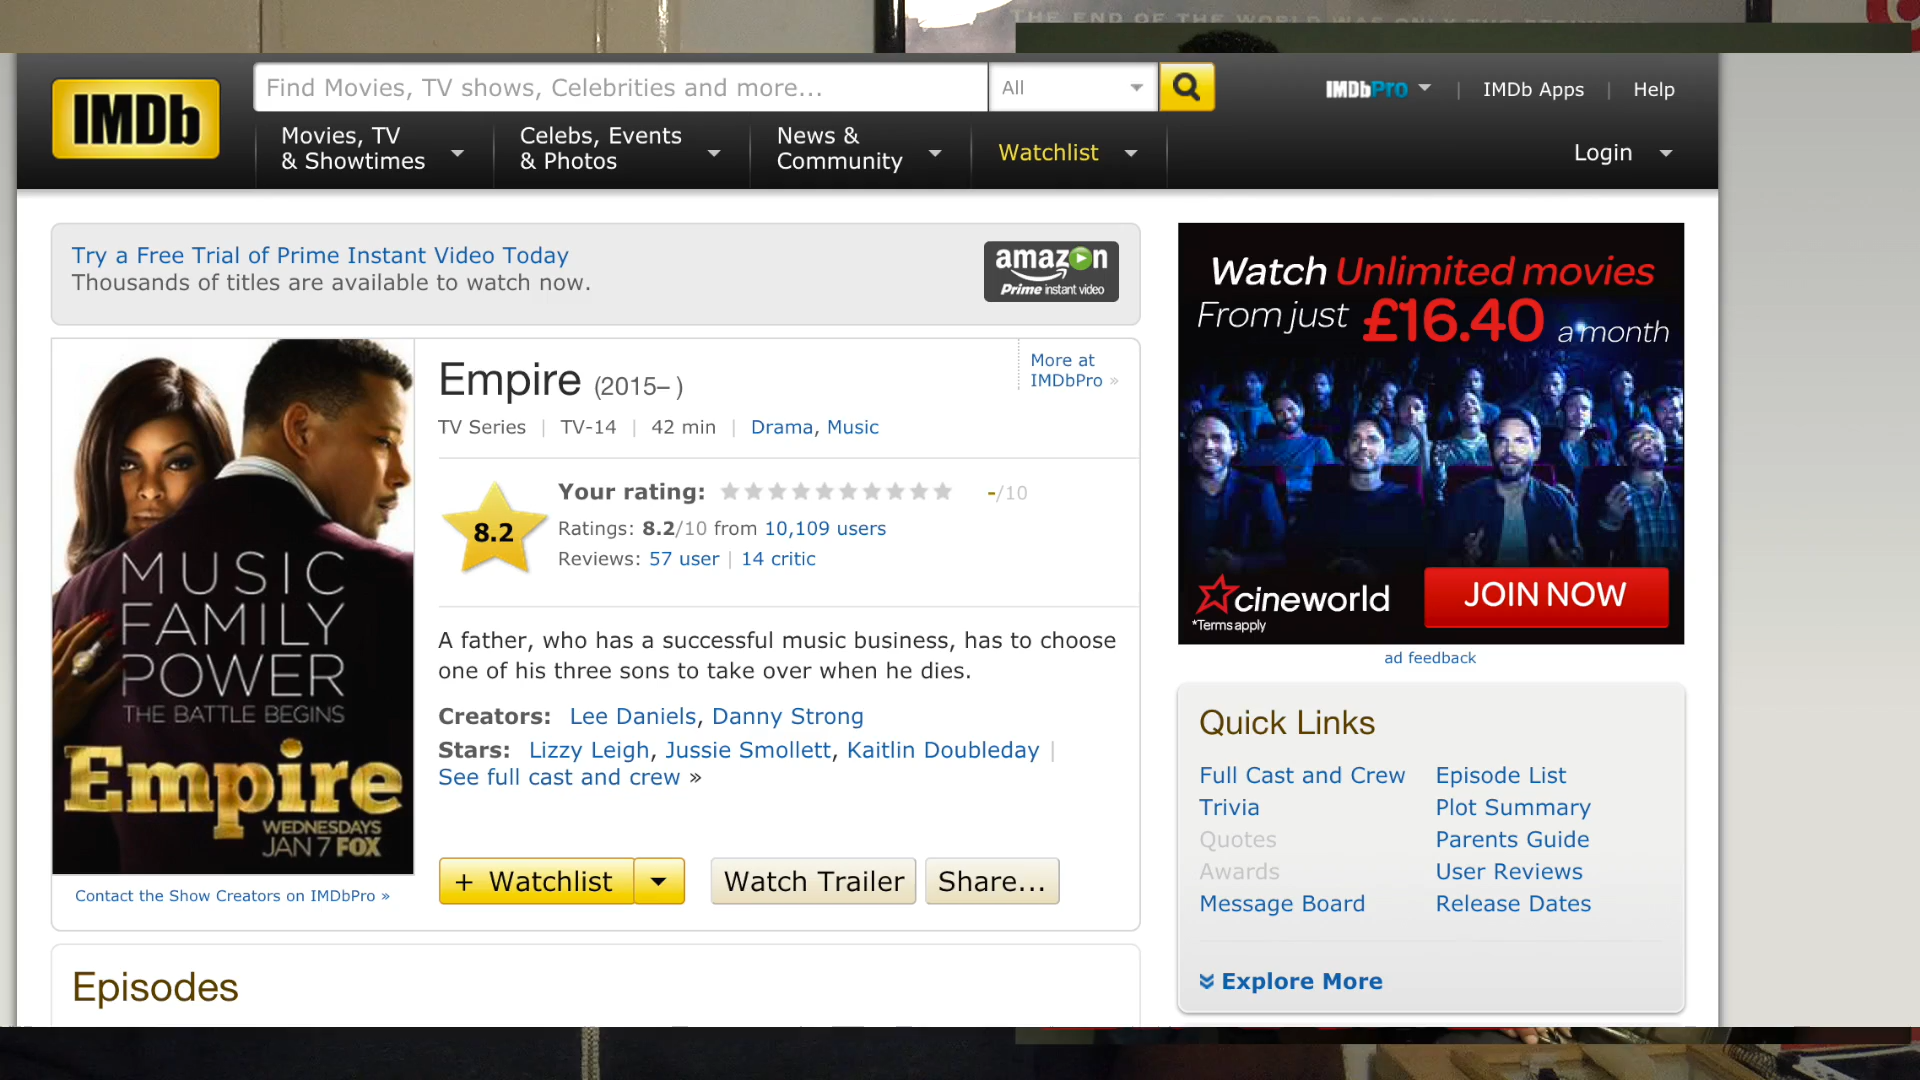 THE END OF THE WORLD WAS ONLY THE
IMDb
Find Movies, TV shows, Celebrities and more...
All
IMDbPro
IMDb Apps
Help
Movies, TV
& Showtimes
Celebs, Events
& Photos
News &
Community
Watchlist
Login
Try a Free Trial of Prime Instant Video Today
Thousands of titles are available to watch now.
amazon
Prime instant video
Watch Unlimited movies
From just £16.40 a month
cineworld
*Terms apply
JOIN NOW
ad feedback
MUSIC
FAMILY
POWER
THE BATTLE BEGINS
Empire
WEDNESDAYS
JAN 7 FOX
Contact the Show Creators on IMDbPro »
Empire (2015– )
More at
IMDbPro »
TV Series | TV-14 | 42 min | Drama, Music
8.2
Your rating: -/10
Ratings: 8.2/10 from 10,109 users
Reviews: 57 user | 14 critic
A father, who has a successful music business, has to choose
one of his three sons to take over when he dies.
Creators: Lee Daniels, Danny Strong
Stars: Lizzy Leigh, Jussie Smollett, Kaitlin Doubleday |
See full cast and crew »
+ Watchlist
Watch Trailer
Share...
Quick Links
Full Cast and Crew
Episode List
Trivia
Plot Summary
Quotes
Parents Guide
Awards
User Reviews
Message Board
Release Dates
Explore More
Episodes